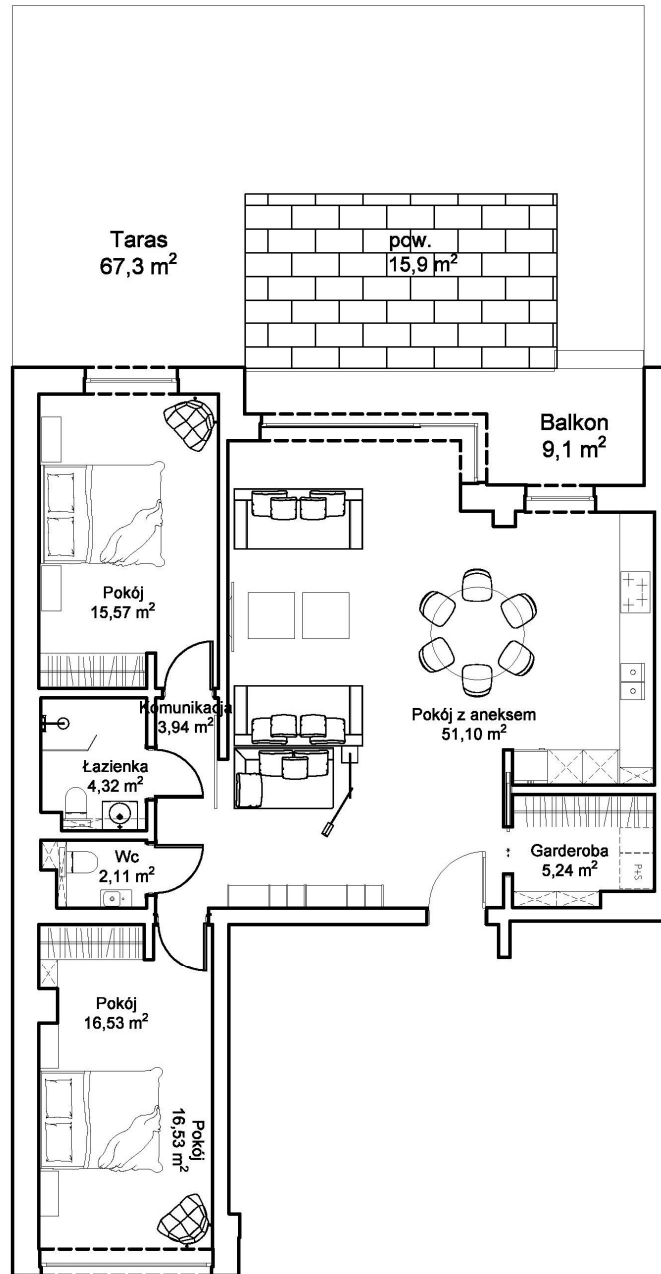 Taras
67,3 m²
pow.
15,9 m²
Balkon
9,1 m²
Pokój
15,57 m²
Komunikacja
3,94 m²
Pokój z aneksem
51,10 m²
Łazienka
4,32 m²
Wc
2,11 m²
Garderoba
5,24 m²
P+S
Pokój
16,53 m²
Pokój
16,53 m²